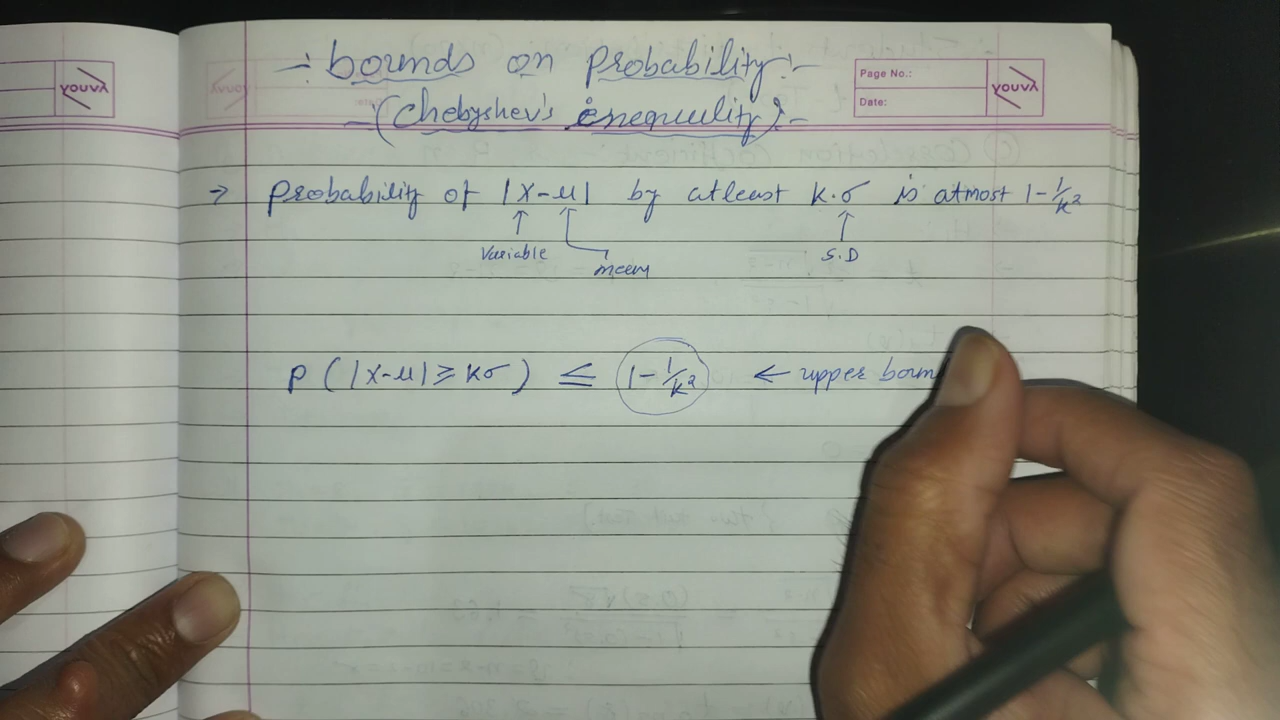 -: bounds on Probability :-
-(Chebyshev's inequality):-
Page No.:
Date:
YOUVA
YOUVA
→ Probability of |X-μ| by atleast K.σ is atmost 1-1/K²
Variable
mean
S.D
P (|X-μ| ≥ Kσ) ≤ 1-1/K² ← upper boun